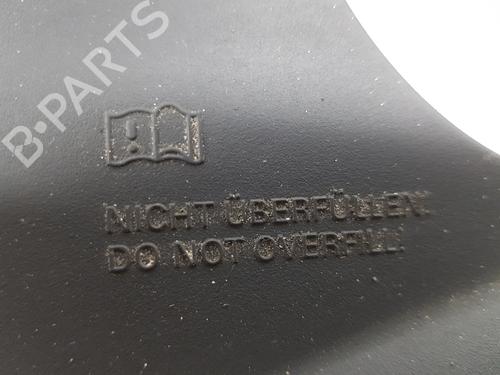 B-PARTS
NICHT ÜBERFÜLLEN!
DO NOT OVERFILL!